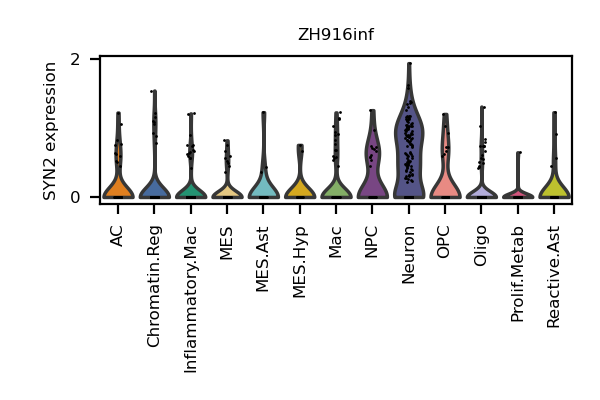 ZH916inf
SYN2 expression
2
0
AC
Chromatin.Reg
Inflammatory.Mac
MES
MES.Ast
MES.Hyp
Mac
NPC
Neuron
OPC
Oligo
Prolif.Metab
Reactive.Ast